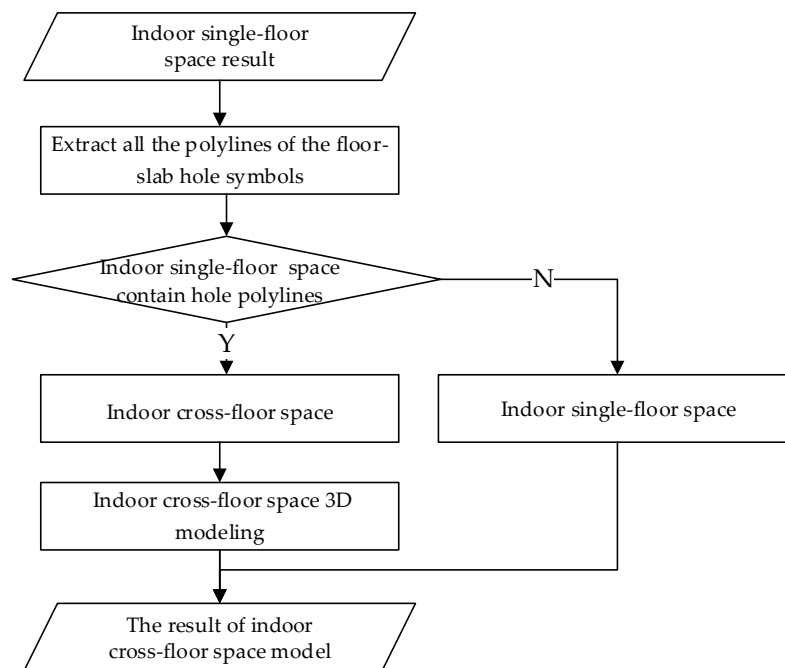 Indoor single-floor
space result
Extract all the polylines of the floor-
slab hole symbols
Indoor single-floor space
contain hole polylines
N
Y
Indoor cross-floor space
Indoor single-floor space
Indoor cross-floor space 3D
modeling
The result of indoor
cross-floor space model